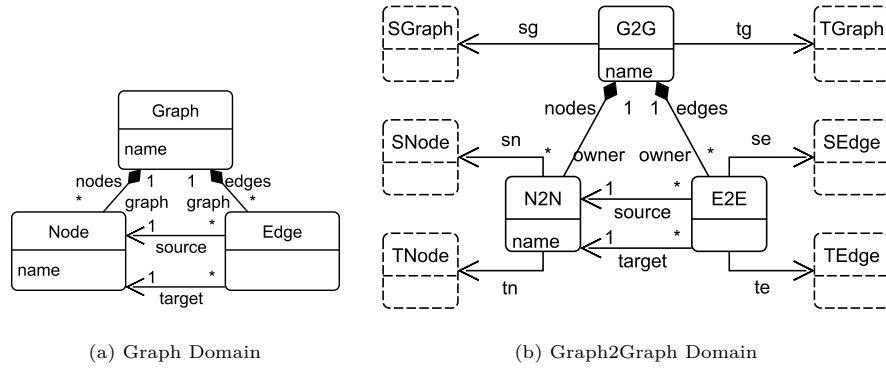 SGraph
sg
G2G
tg
TGraph
name
Graph
nodes
1
1
edges
name
SNode
sn
*
*
se
SEdge
owner
owner
nodes
1
1
edges
*
graph
graph
*
N2N
1
*
E2E
source
Node
1
*
Edge
name
1
*
source
target
name
TNode
TEdge
1
*
target
tn
te
(a) Graph Domain
(b) Graph2Graph Domain